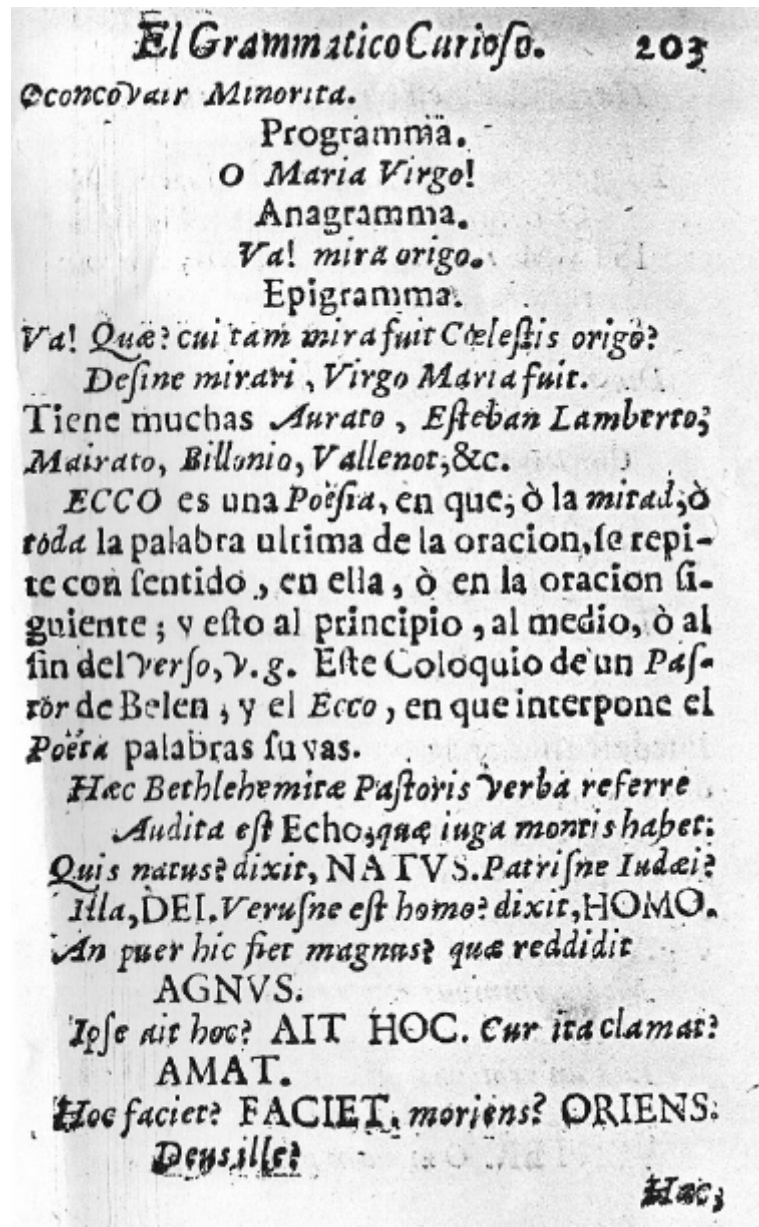 El Grammatico Curioſo. 203
Minorita.
Programma.
O Maria Virgo!
Anagramma.
Va! mira origo.
Epigramma.
Va! Quæ? cui tam mira fuit Cœleſtis origo?
Deſine mirari, Virgo Maria fuit.
Tiene muchas Aurato, Eſteban Lamberto;
Mairato, Billonio, Vallenot, &c.
ECCO es una Poëſia, en que, ò la mitad, ò
toda la palabra ultima de la oracion, ſe repi-
te con ſentido, en ella, ò en la oracion ſi-
guiente; y eſto al principio, al medio, ò al
fin del verſo, v. g. Eſte Coloquio de un Paſ-
tor de Belen, y el Ecco, en que interpone el
Poëta palabras ſuyas.
Hæc Bethlehemitæ Paſtoris verba referre
Audita eſt Echo, quæ iuga montis habet:
Quis natus? dixit, NATVS. Patriſne Iudæi?
Illa, DEI. Veruſne eſt homo? dixit, HOMO.
An puer hic fiet magnus? quæ reddidit
AGNVS.
Ipſe ait hoc? AIT HOC. Cur ita clamat?
AMAT.
Hoc faciet? FACIET, moriens? ORIENS.
Deus ille?
Hæc,